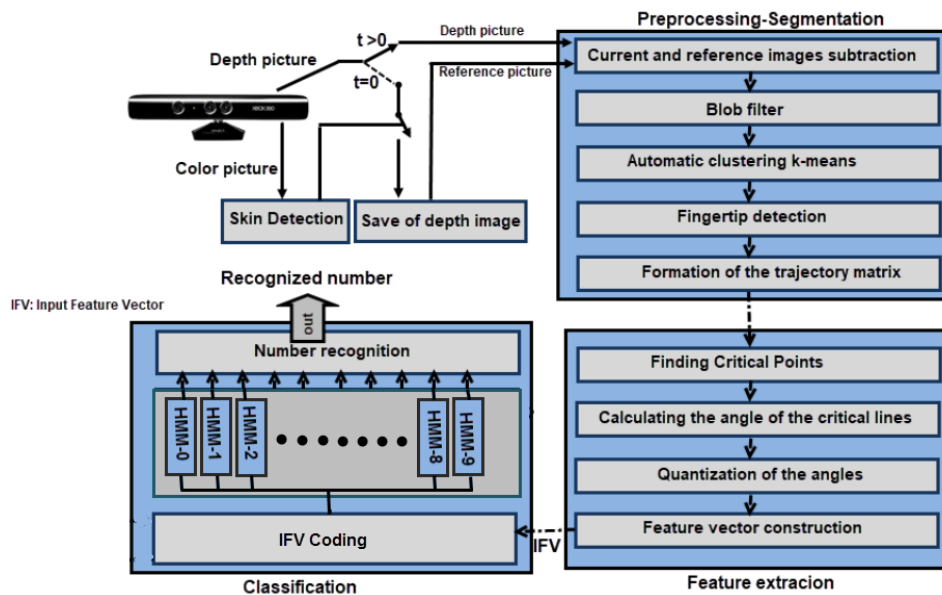 Preprocessing-Segmentation
t >0
Depth picture
Depth picture
Current and reference images subtraction
Reference picture
t=0
XBOX 360
Blob filter
Color picture
Automatic clustering k-means
Skin Detection
Save of depth image
Fingertip detection
Formation of the trajectory matrix
Recognized number
IFV: Input Feature Vector
out
Number recognition
Finding Critical Points
HMM-0
HMM-1
HMM-2
HMM-8
HMM-9
Calculating the angle of the critical lines
Quantization of the angles
Feature vector construction
IFV Coding
IFV
Classification
Feature extracion